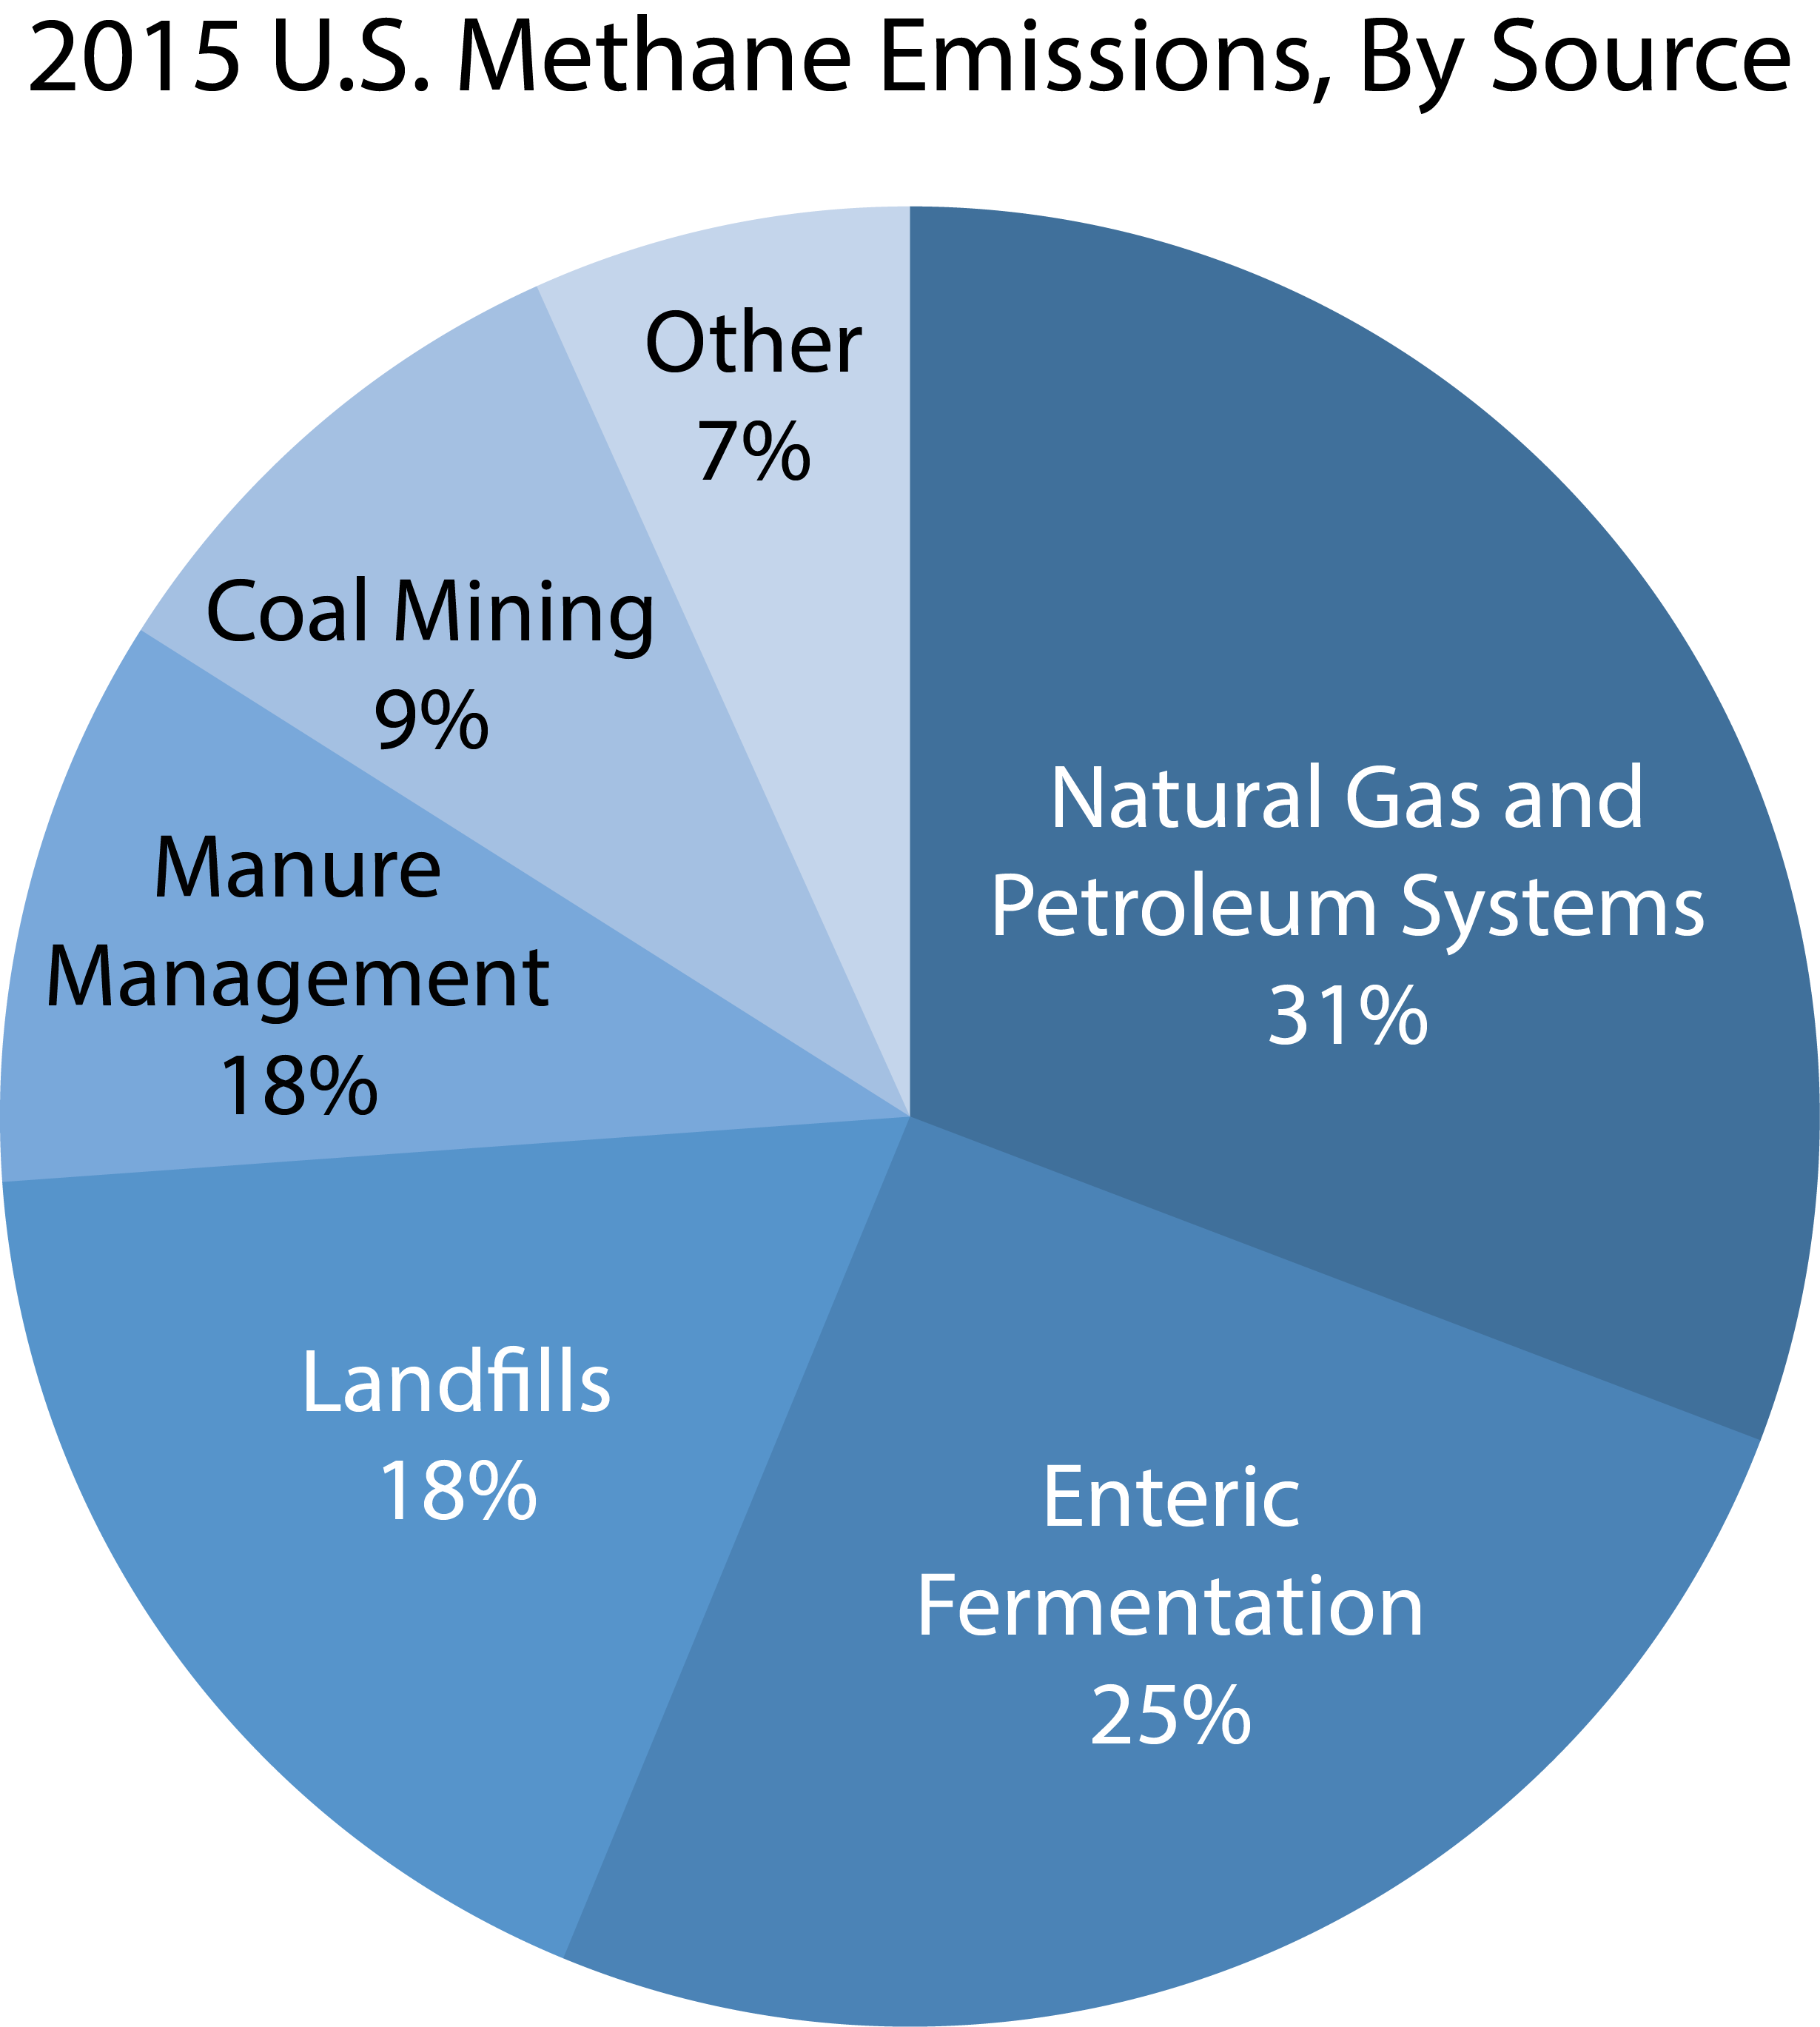 2015 U.S. Methane Emissions, By Source
Other
7%
Coal Mining
9%
Manure
Management
18%
Natural Gas and
Petroleum Systems
31%
Landfills
18%
Enteric
Fermentation
25%